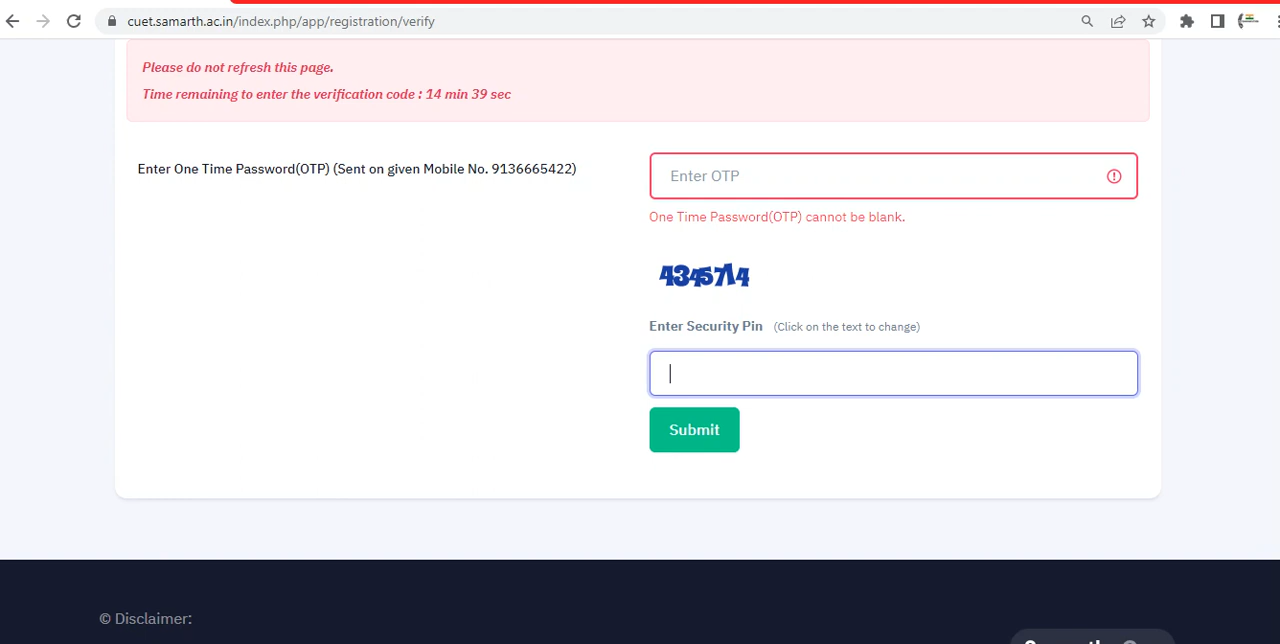 cuet.samarth.ac.in/index.php/app/registration/verify
Please do not refresh this page.
Time remaining to enter the verification code : 14 min 39 sec
Enter One Time Password(OTP) (Sent on given Mobile No. 9136665422)
Enter OTP
One Time Password(OTP) cannot be blank.
4345714
Enter Security Pin (Click on the text to change)
Submit
© Disclaimer: